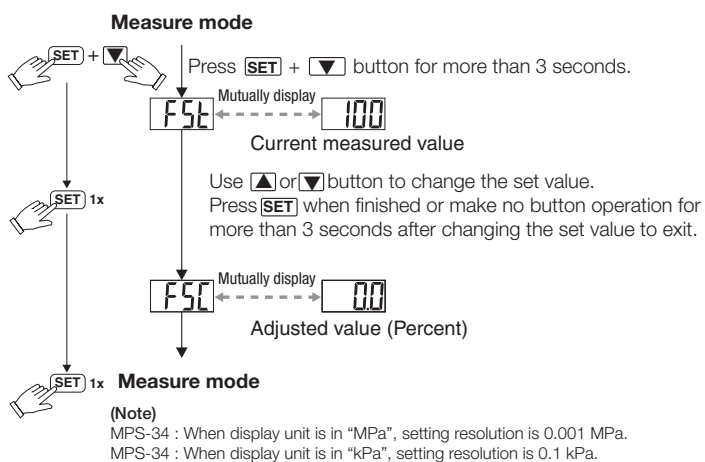 Measure mode
SET + ▼
Press SET + ▼ button for more than 3 seconds.
FSt Mutually display 100
Current measured value
Use ▲ or ▼ button to change the set value.
SET 1x
Press SET when finished or make no button operation for
more than 3 seconds after changing the set value to exit.
FSC Mutually display 0.0
Adjusted value (Percent)
SET 1x Measure mode
(Note)
MPS-34 : When display unit is in “MPa”, setting resolution is 0.001 MPa.
MPS-34 : When display unit is in “kPa”, setting resolution is 0.1 kPa.